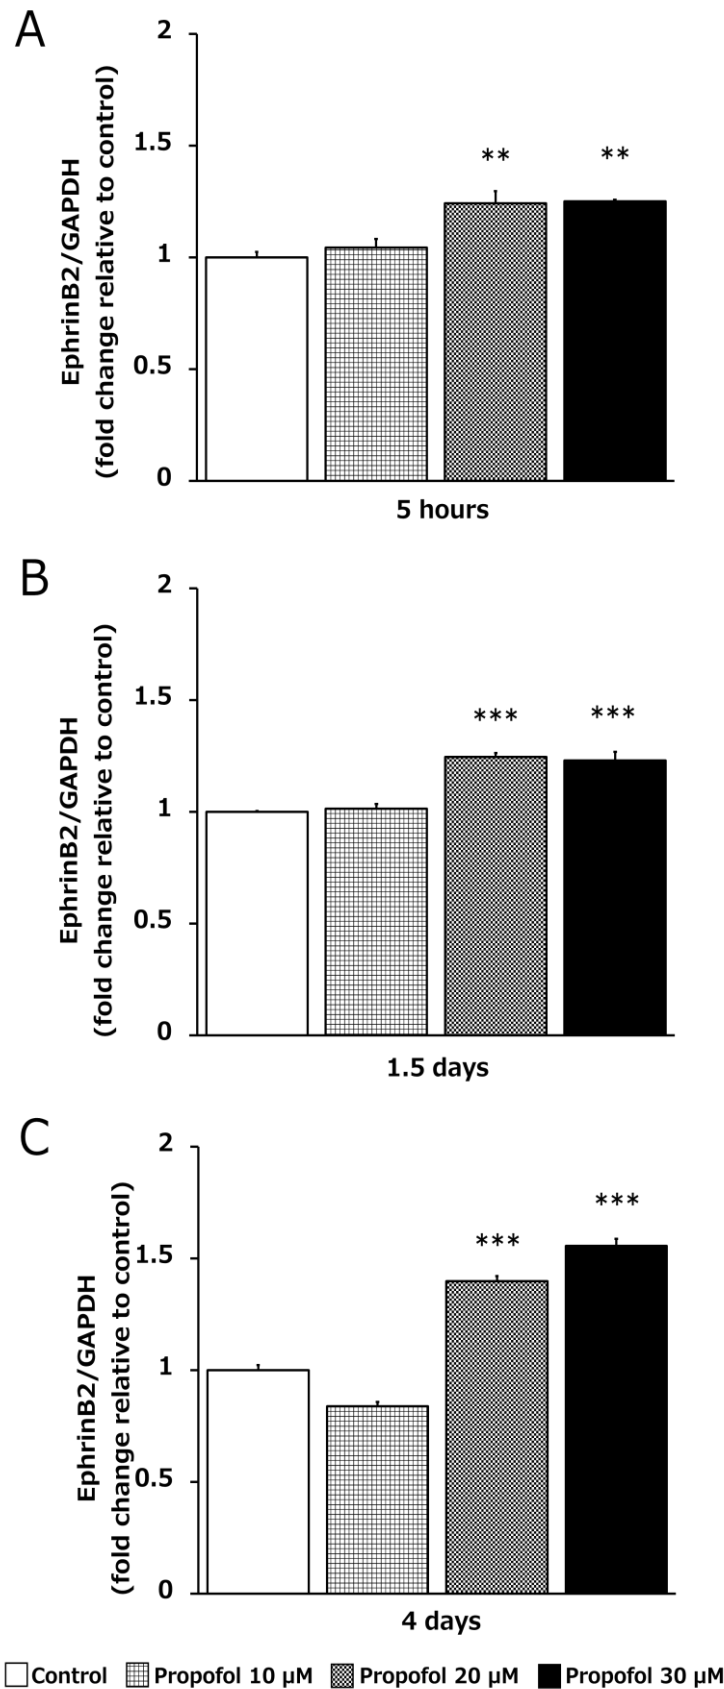 A
EphrinB2/GAPDH
(fold change relative to control)
2
1.5
1
0.5
0
**
**
5 hours
B
EphrinB2/GAPDH
(fold change relative to control)
2
1.5
1
0.5
0
***
***
1.5 days
C
EphrinB2/GAPDH
(fold change relative to control)
2
1.5
1
0.5
0
***
***
4 days
Control Propofol 10 μM Propofol 20 μM Propofol 30 μM